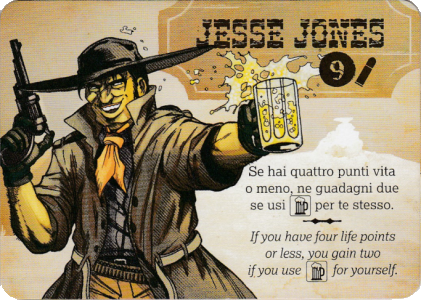 JESSE JONES
9
Se hai quattro punti vita
o meno, ne guadagni due
se usi per te stesso.
If you have four life points
or less, you gain two
if you use for yourself.